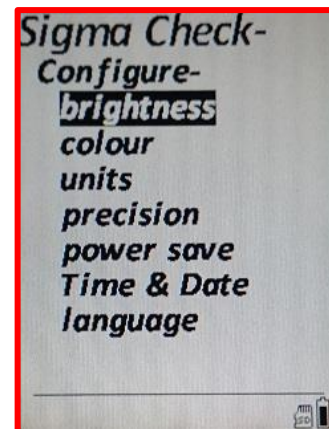 Sigma Check-
Configure-
brightness
colour
units
precision
power save
Time & Date
language